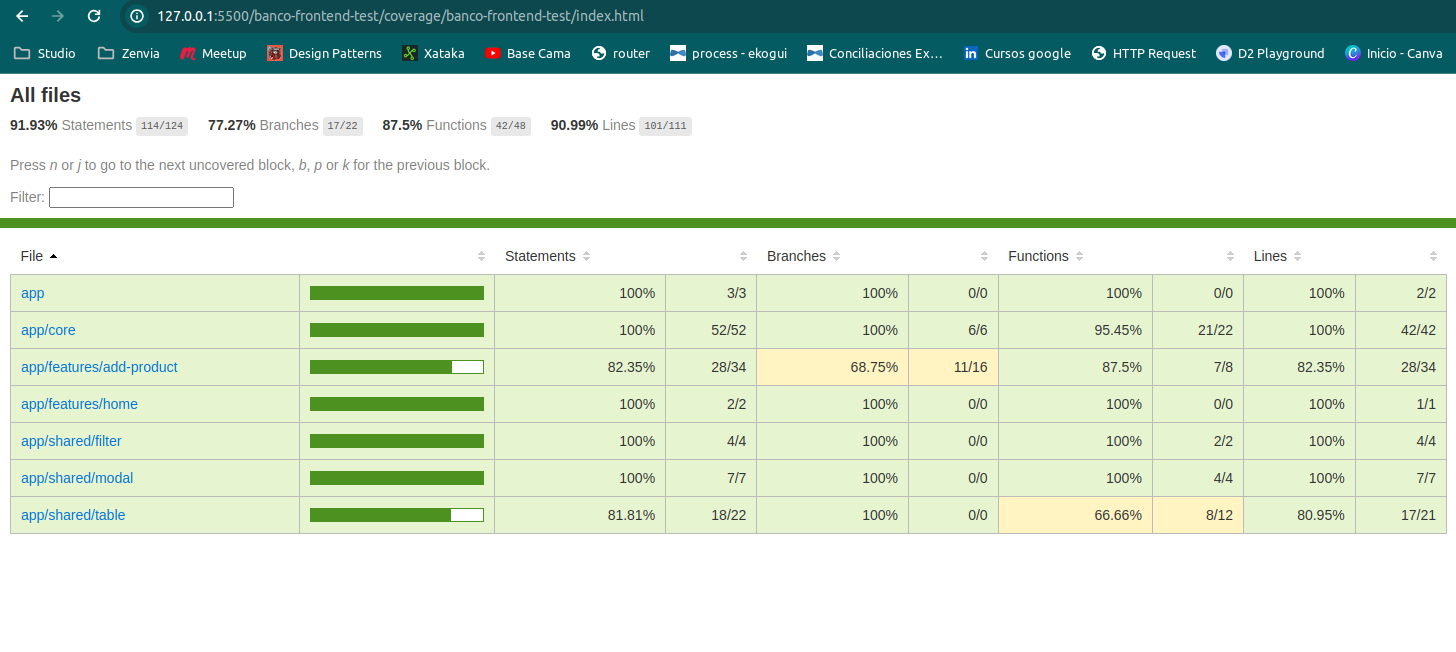 127.0.0.1:5500/banco-frontend-test/coverage/banco-frontend-test/index.html
Studio Zenvia Meetup Design Patterns Xataka Base Cama router process - ekogui Conciliaciones Ex... Cursos google HTTP Request D2 Playground Inicio - Canva
All files
91.93% Statements 114/124 77.27% Branches 17/22 87.5% Functions 42/48 90.99% Lines 101/111
Press n or j to go to the next uncovered block, b, p or k for the previous block.
Filter:
File Statements Branches Functions Lines
app 100% 3/3 100% 0/0 100% 0/0 100% 2/2
app/core 100% 52/52 100% 6/6 95.45% 21/22 100% 42/42
app/features/add-product 82.35% 28/34 68.75% 11/16 87.5% 7/8 82.35% 28/34
app/features/home 100% 2/2 100% 0/0 100% 0/0 100% 1/1
app/shared/filter 100% 4/4 100% 0/0 100% 2/2 100% 4/4
app/shared/modal 100% 7/7 100% 0/0 100% 4/4 100% 7/7
app/shared/table 81.81% 18/22 100% 0/0 66.66% 8/12 80.95% 17/21